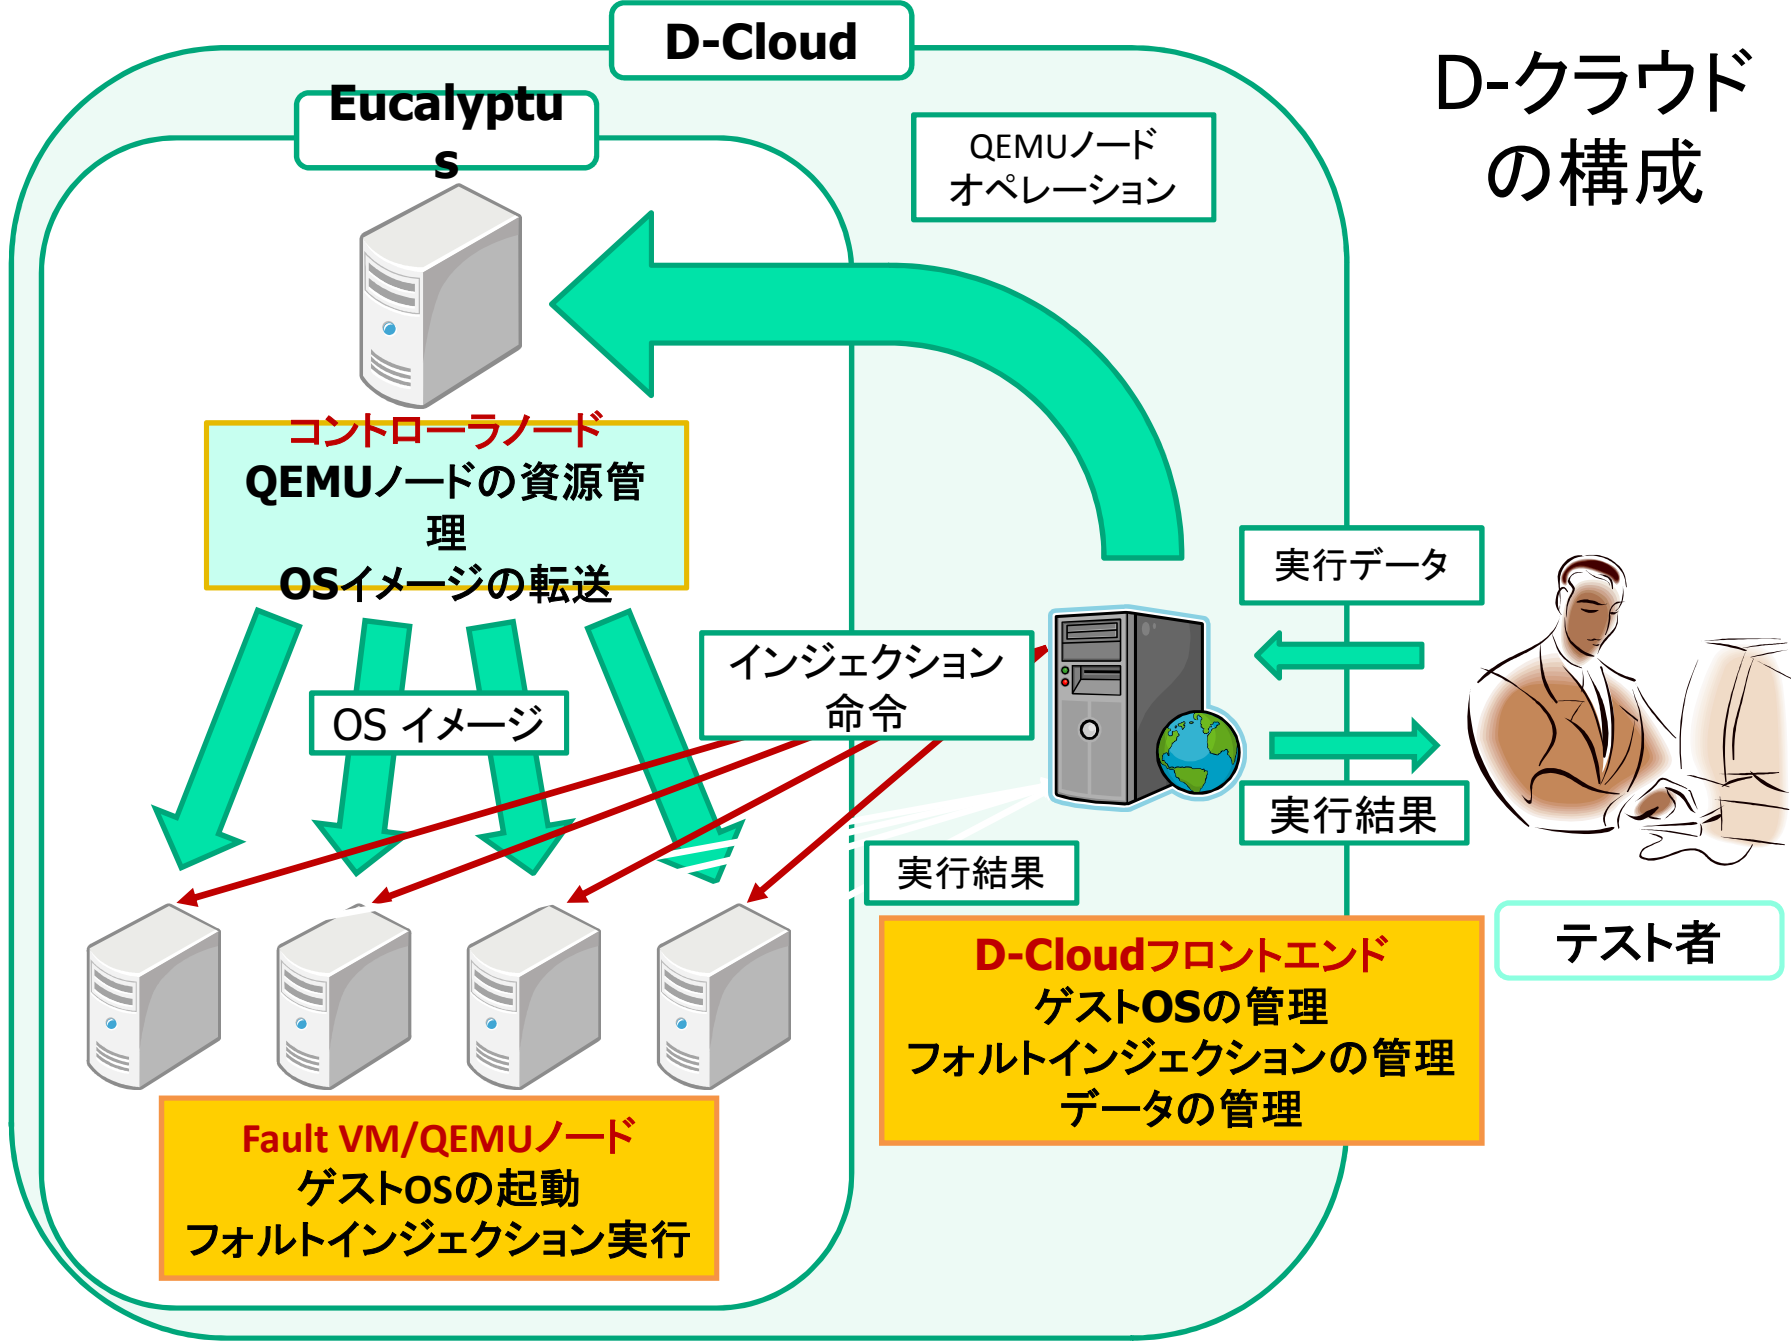 D-クラウド
の構成
D-Cloud
Eucalyptu
s
QEMUノード
オペレーション
コントローラノード
QEMUノードの資源管
理
OSイメージの転送
実行データ
インジェクション
命令
OS イメージ
実行結果
実行結果
テスト者
D-Cloudフロントエンド
ゲストOSの管理
フォルトインジェクションの管理
データの管理
Fault VM/QEMUノード
ゲストOSの起動
フォルトインジェクション実行